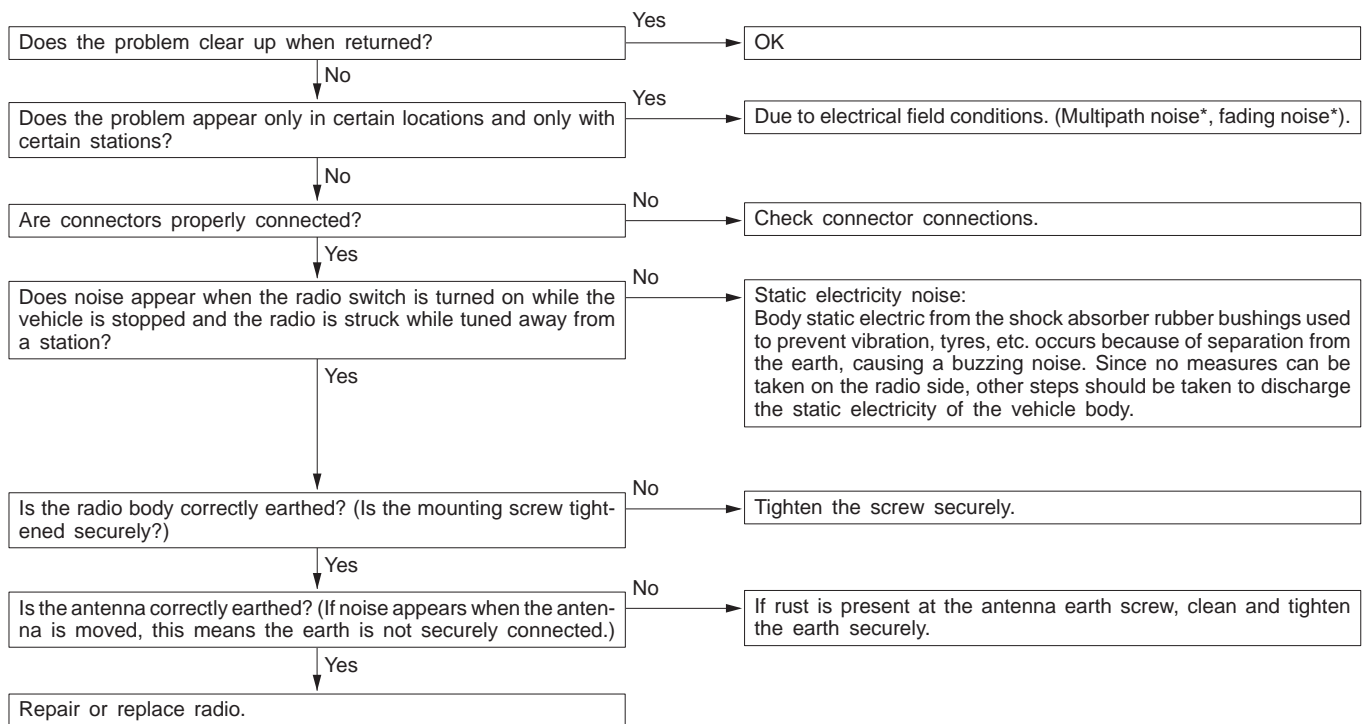 Yes
Does the problem clear up when returned?
OK
No
Yes
Does the problem appear only in certain locations and only with
certain stations?
Due to electrical field conditions. (Multipath noise*, fading noise*).
No
No
Are connectors properly connected?
Check connector connections.
Yes
No
Does noise appear when the radio switch is turned on while the
vehicle is stopped and the radio is struck while tuned away from
a station?
Static electricity noise:
Body static electric from the shock absorber rubber bushings used
to prevent vibration, tyres, etc. occurs because of separation from
the earth, causing a buzzing noise. Since no measures can be
taken on the radio side, other steps should be taken to discharge
the static electricity of the vehicle body.
Yes
No
Is the radio body correctly earthed? (Is the mounting screw tight-
ened securely?)
Tighten the screw securely.
Yes
No
Is the antenna correctly earthed? (If noise appears when the anten-
na is moved, this means the earth is not securely connected.)
If rust is present at the antenna earth screw, clean and tighten
the earth securely.
Yes
Repair or replace radio.